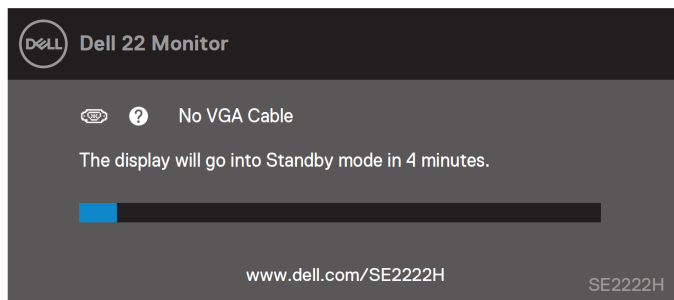 DELL
Dell 22 Monitor
? No VGA Cable
The display will go into Standby mode in 4 minutes.
www.dell.com/SE2222H
SE2222H